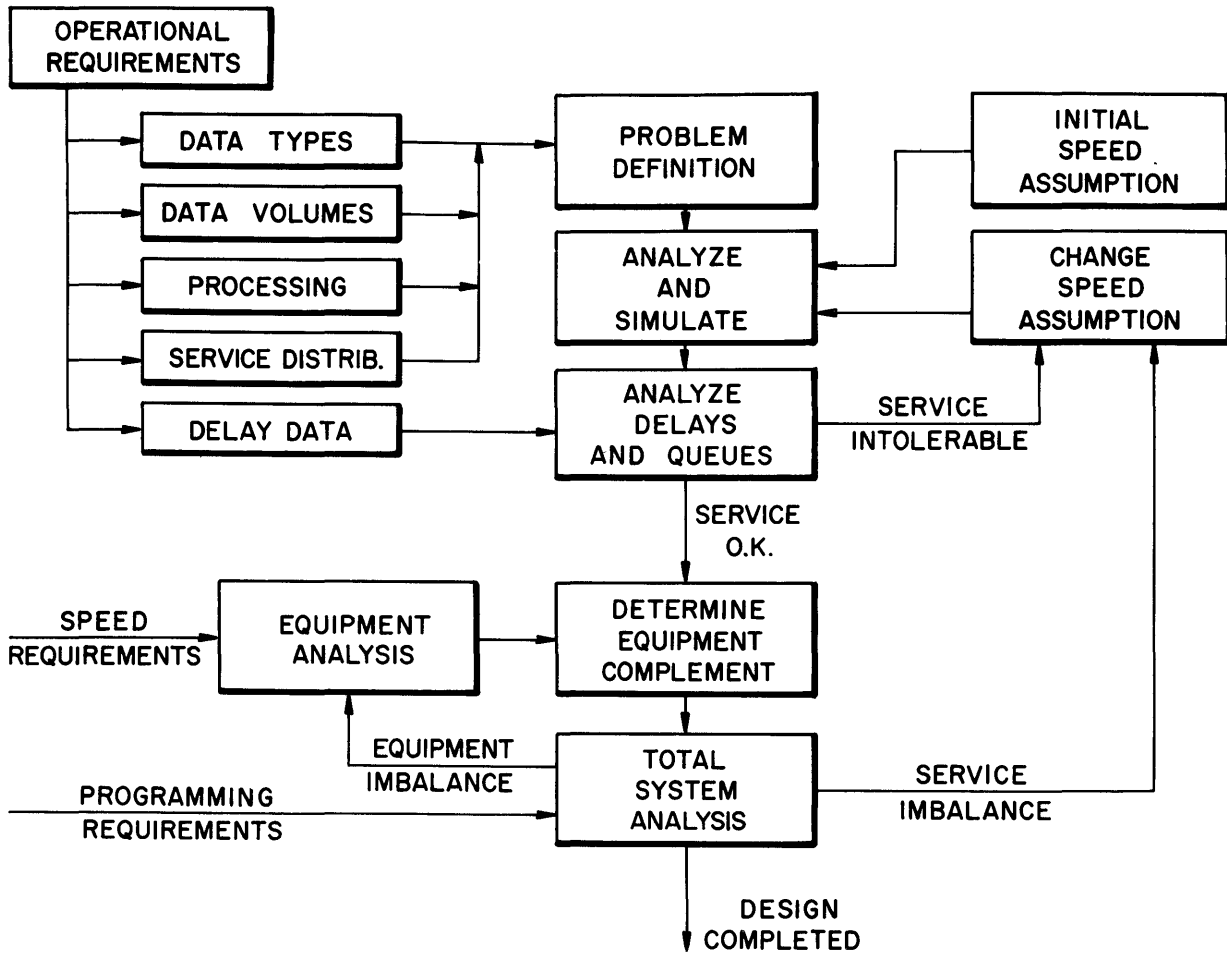 OPERATIONAL
REQUIREMENTS
DATA TYPES
DATA VOLUMES
PROCESSING
SERVICE DISTRIB.
DELAY DATA
PROBLEM
DEFINITION
INITIAL
SPEED
ASSUMPTION
ANALYZE
AND
SIMULATE
CHANGE
SPEED
ASSUMPTION
ANALYZE
DELAYS
AND QUEUES
SERVICE
INTOLERABLE
SERVICE
O.K.
SPEED
REQUIREMENTS
EQUIPMENT
ANALYSIS
DETERMINE
EQUIPMENT
COMPLEMENT
EQUIPMENT
IMBALANCE
PROGRAMMING
REQUIREMENTS
TOTAL
SYSTEM
ANALYSIS
SERVICE
IMBALANCE
DESIGN
COMPLETED